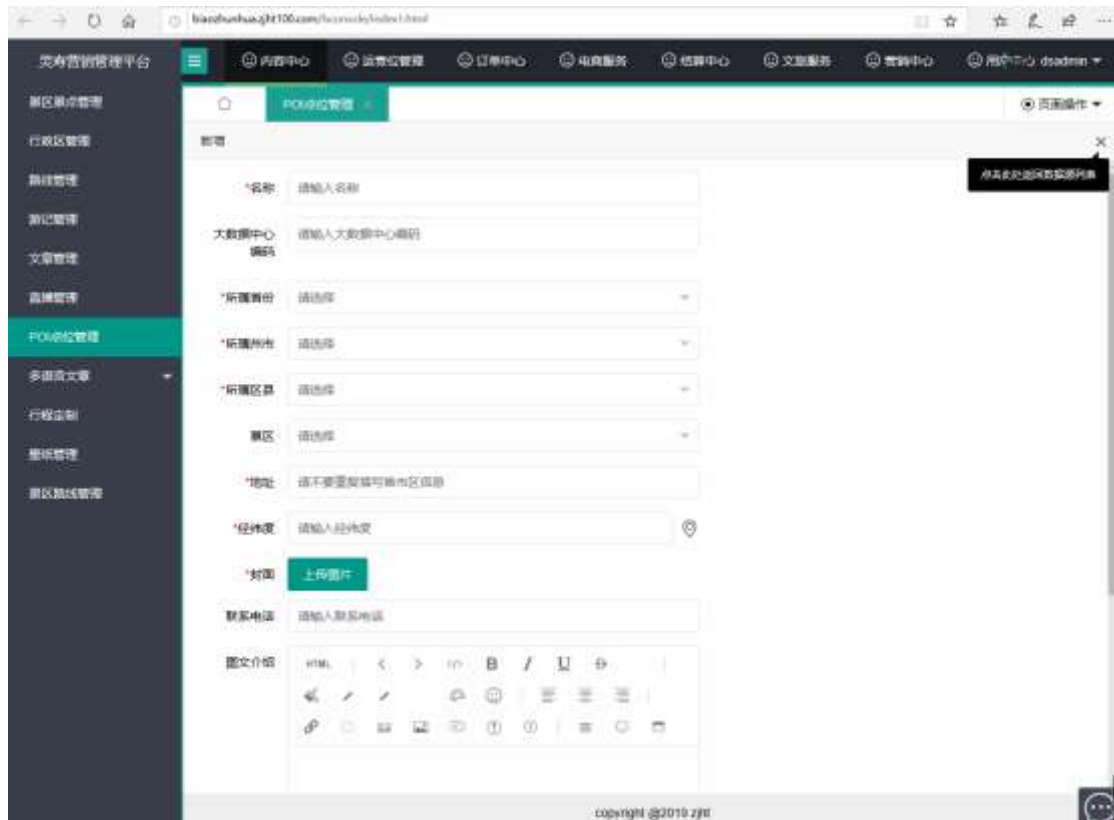 biaozhunhua.zjht100.com/
营销管理平台
内容中心 运营位管理 订单中心 电商服务 结算中心 文旅服务 营销中心 用户中心 dsadmin
景区景点管理
POI点位管理
页面操作
行政区管理
新增
点击此处返回数据源列表
路线管理
*名称 请输入名称
游记管理
大数据中心编码 请输入大数据中心编码
文章管理
直播管理
*所属省份 请选择
POI点位管理
*所属州市 请选择
多语言文章
*所属区县 请选择
行程定制
景区 请选择
壁纸管理
*地址 请不要重复填写省市区信息
景区路线管理
*经纬度 请输入经纬度
*封面 上传图片
联系电话 请输入联系电话
图文介绍 HTML B I U
copyright @2019 zjht